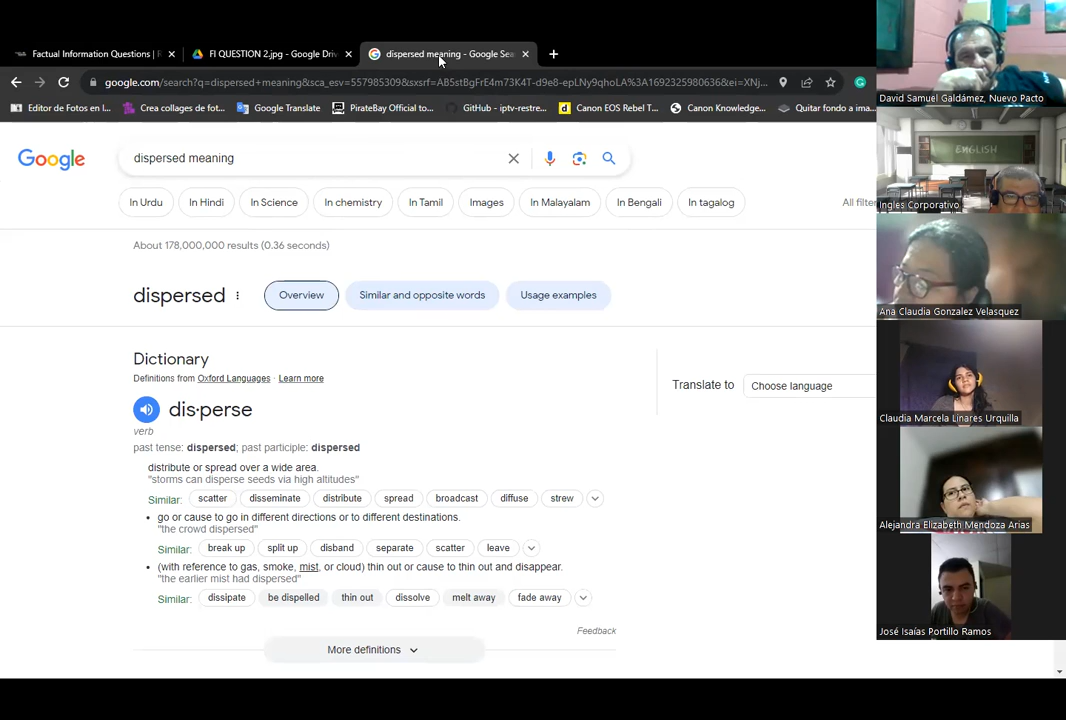 Factual Information Questions | R
FI QUESTION 2.jpg - Google Driv
dispersed meaning - Google Sea
google.com/search?q=dispersed+meaning&sca_esv=557985309&sxsrf=AB5stBgFrE4m73K4T-d9e8-epLNy9qhoLA%3A1692325980636&ei=XNj...
Editor de Fotos en lí...
Crea collages de fot...
Google Translate
PirateBay Official to...
GitHub - iptv-restre...
Canon EOS Rebel T...
Canon Knowledge...
Quitar fondo a ima...
Google
dispersed meaning
In Urdu
In Hindi
In Science
In chemistry
In Tamil
Images
In Malayalam
In Bengali
In tagalog
All filter
About 178,000,000 results (0.36 seconds)
dispersed
Overview
Similar and opposite words
Usage examples
Dictionary
Definitions from Oxford Languages · Learn more
dis·perse
verb
past tense: dispersed; past participle: dispersed
distribute or spread over a wide area.
"storms can disperse seeds via high altitudes"
Similar: scatter disseminate distribute spread broadcast diffuse strew
• go or cause to go in different directions or to different destinations.
"the crowd dispersed"
Similar: break up split up disband separate scatter leave
• (with reference to gas, smoke, mist, or cloud) thin out or cause to thin out and disappear.
"the earlier mist had dispersed"
Similar: dissipate be dispelled thin out dissolve melt away fade away
Feedback
More definitions
Translate to
Choose language
David Samuel Galdámez, Nuevo Pacto
ENGLISH
Ingles Corporativo.
Ana Claudia Gonzalez Velasquez
Claudia Marcela Linares Urquilla
Alejandra Elizabeth Mendoza Arias
José Isaías Portillo Ramos